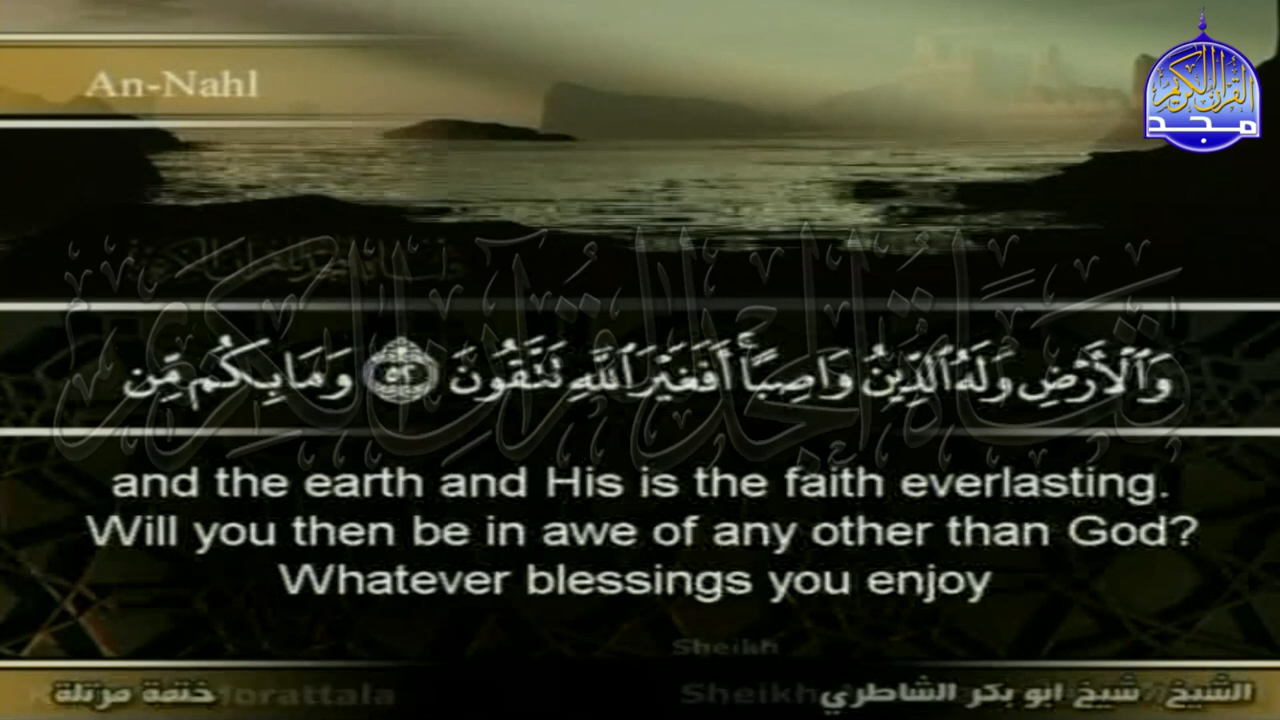 An-Nahl
القرآن الكريم
مجد
وَٱلْأَرْضِ وَلَهُ ٱلدِّينُ وَاصِبًا ۚ أَفَغَيْرَ ٱللَّهِ تَتَّقُونَ ٥٢ وَمَا بِكُم مِّن
and the earth and His is the faith everlasting.
Will you then be in awe of any other than God?
Whatever blessings you enjoy
Sheikh
ختمة مرتلة
Morattala
Sheikh
الشيخ / شيخ ابو بكر الشاطري